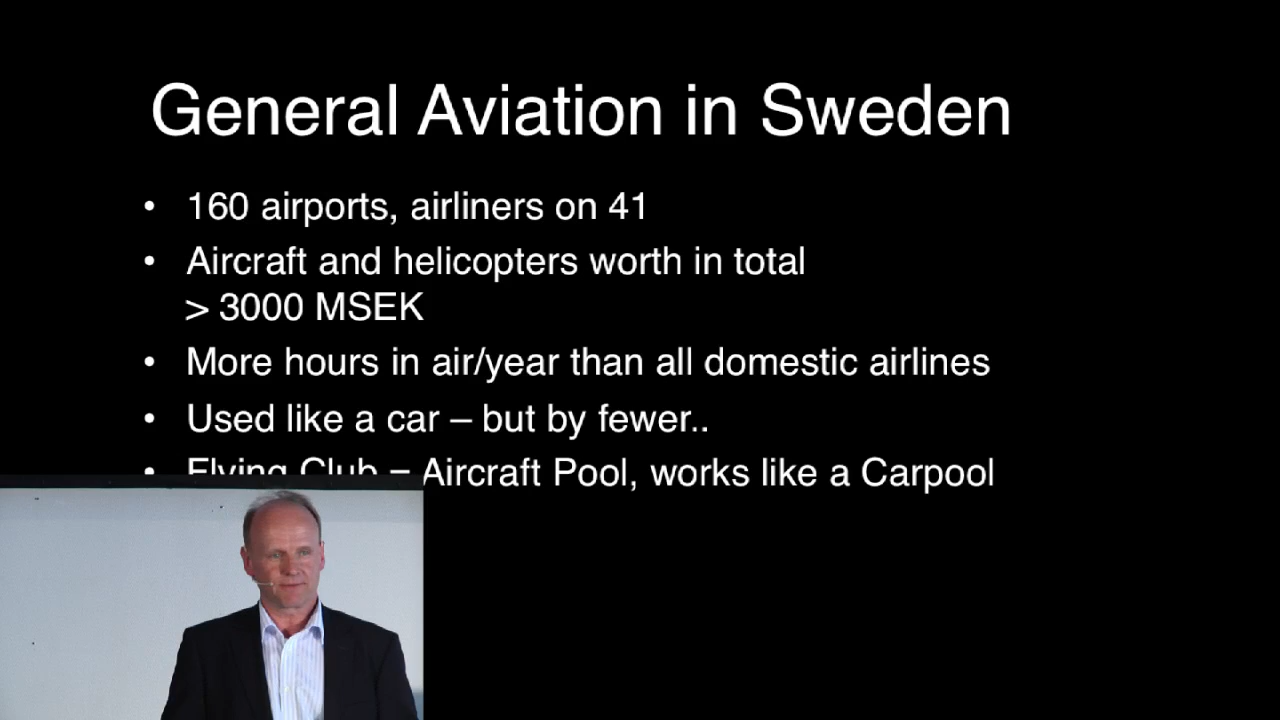 General Aviation in Sweden
• 160 airports, airliners on 41
• Aircraft and helicopters worth in total
> 3000 MSEK
• More hours in air/year than all domestic airlines
• Used like a car – but by fewer..
• Flying Club = Aircraft Pool, works like a Carpool